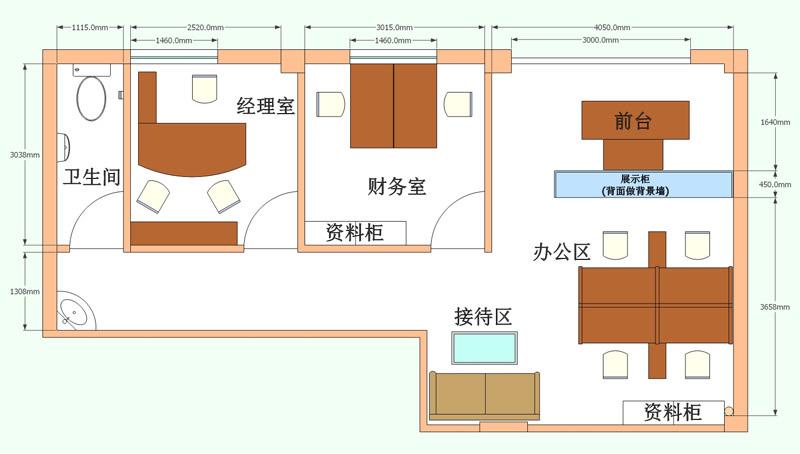 1115.0mm
2520.0mm
3015.0mm
4050.0mm
1460.0mm
1460.0mm
3000.0mm
经理室
前台
1640mm
3038mm
卫生间
财务室
展示柜
(背面做背景墙)
450.0mm
资料柜
办公区
1308mm
接待区
3658mm
资料柜